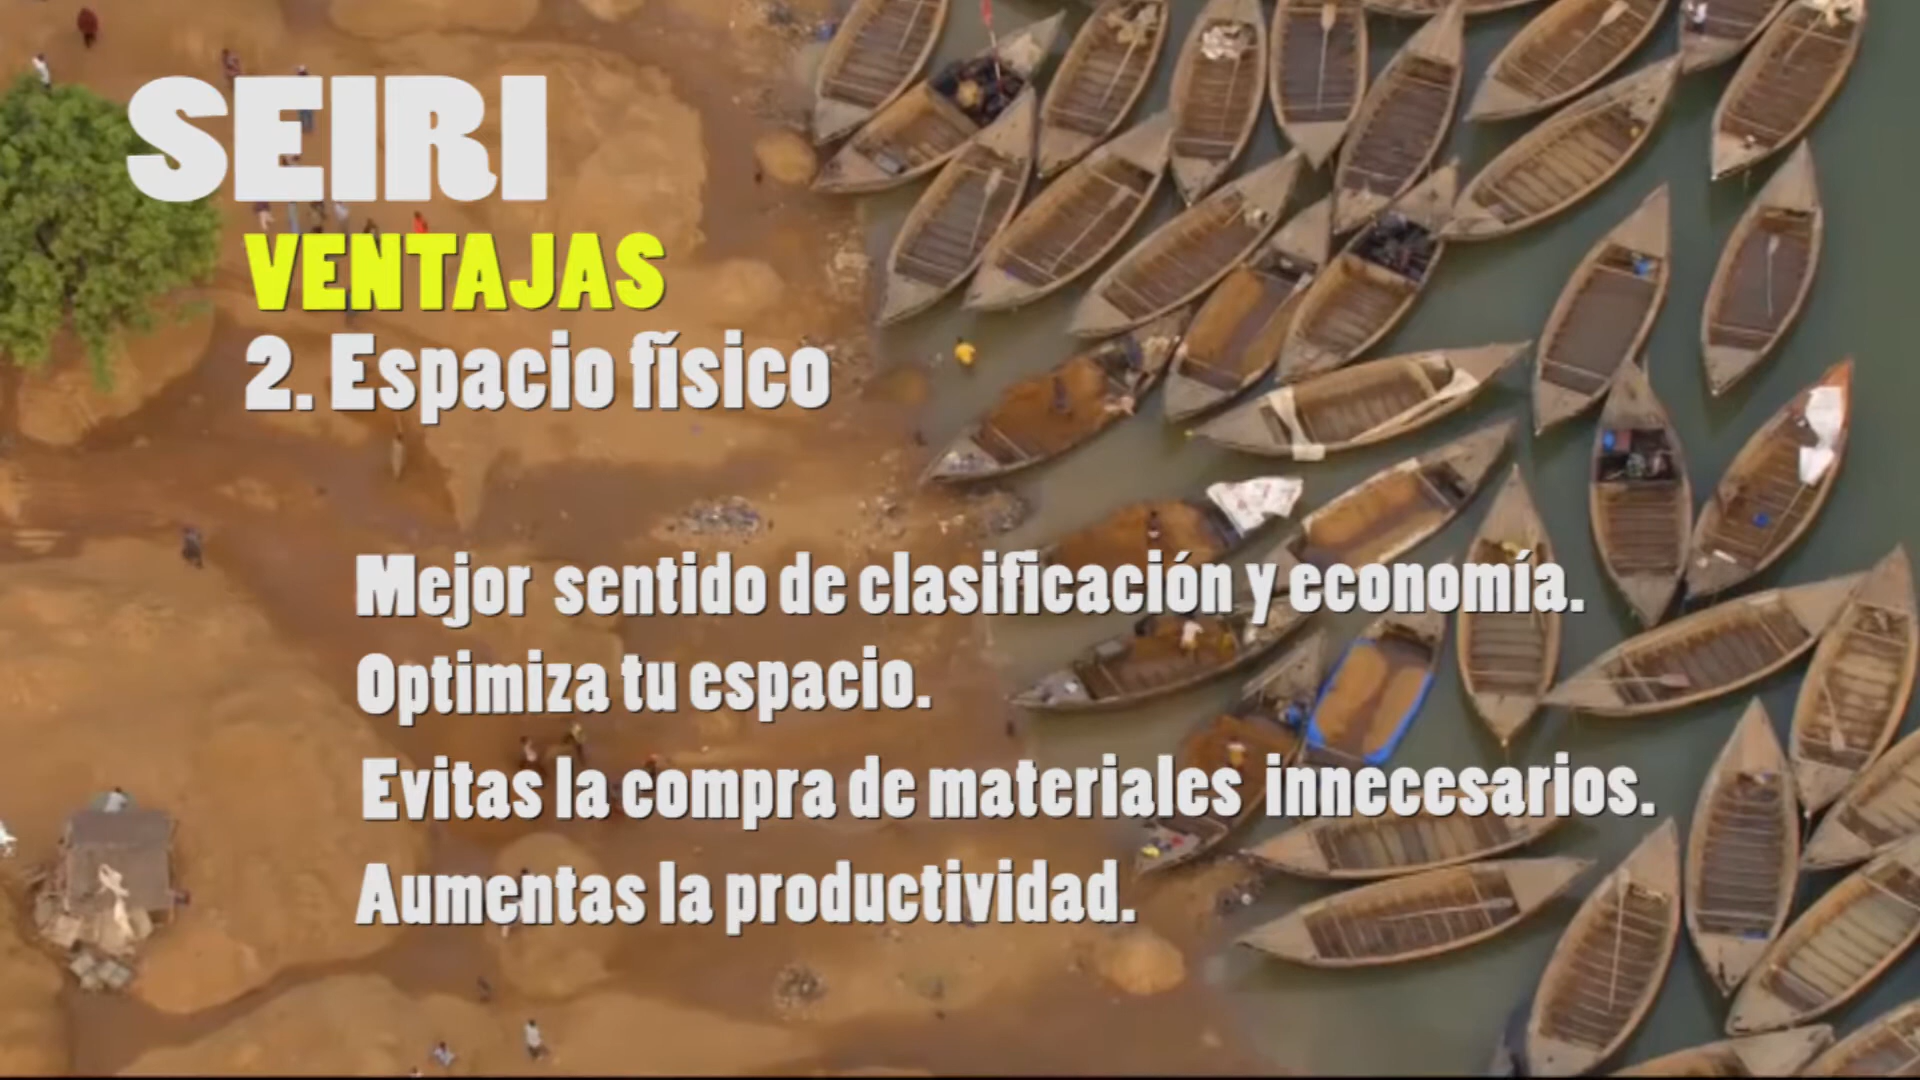 SEIRI
VENTAJAS
2. Espacio físico
Mejor sentido de clasificación y economía.
Optimiza tu espacio.
Evitas la compra de materiales innecesarios.
Aumentas la productividad.